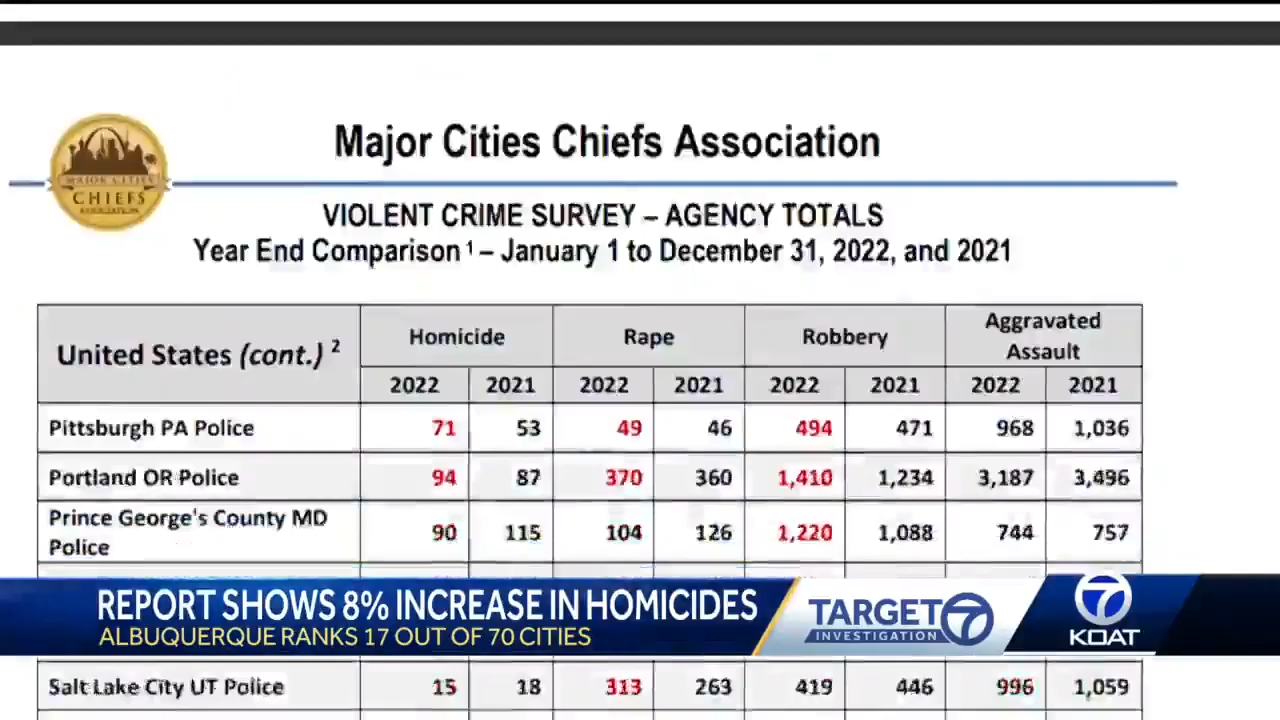 Major Cities Chiefs Association
MAJOR CITIES
CHIEFS
ASSOCIATION
VIOLENT CRIME SURVEY – AGENCY TOTALS
Year End Comparison ¹ – January 1 to December 31, 2022, and 2021
United States (cont.) ² Homicide Rape Robbery Aggravated Assault
2022 2021 2022 2021 2022 2021 2022 2021
Pittsburgh PA Police 71 53 49 46 494 471 968 1,036
Portland OR Police 94 87 370 360 1,410 1,234 3,187 3,496
Prince George's County MD
Police 90 115 104 126 1,220 1,088 744 757
REPORT SHOWS 8% INCREASE IN HOMICIDES
ALBUQUERQUE RANKS 17 OUT OF 70 CITIES
TARGET 7
INVESTIGATION
7
KOAT
Salt Lake City UT Police 15 18 313 263 419 446 996 1,059